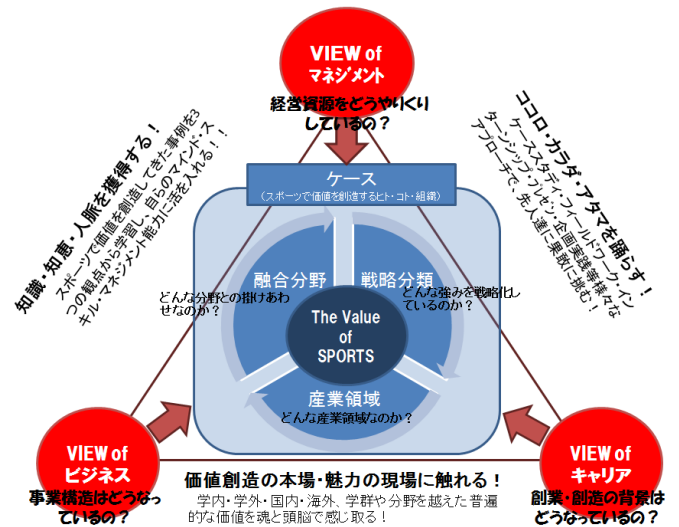 VIEW of
マネジメント
経営資源をどうやりくり
しているの？
知識・知恵・人脈を獲得する！
スポーツで価値を創造してきた事例を3
つの観点から学習し、自らのマインド・ス
キル・マネジメント能力に活を入れる！！
ココロ・カラダ・アタマを踊らす！
ケーススタディ・フィールドワーク・イン
ターンシップ・プレゼン・企画実践等様々な
アプローチで、先人達に果敢に挑む！
ケース
（スポーツで価値を創造するヒト・コト・組織）
融合分野
どんな分野との掛けあわ
せなのか？
戦略分類
どんな強みを戦略化し
ているのか？
The Value
of
SPORTS
産業領域
どんな産業領域なのか？
VIEW of
ビジネス
事業構造はどうなっ
ているの？
VIEW of
キャリア
創業・創造の背景は
どうなっているの？
価値創造の本場・魅力の現場に触れる！
学内・学外・国内・海外、学群や分野を越えた普遍
的な価値を魂と頭脳で感じ取る！